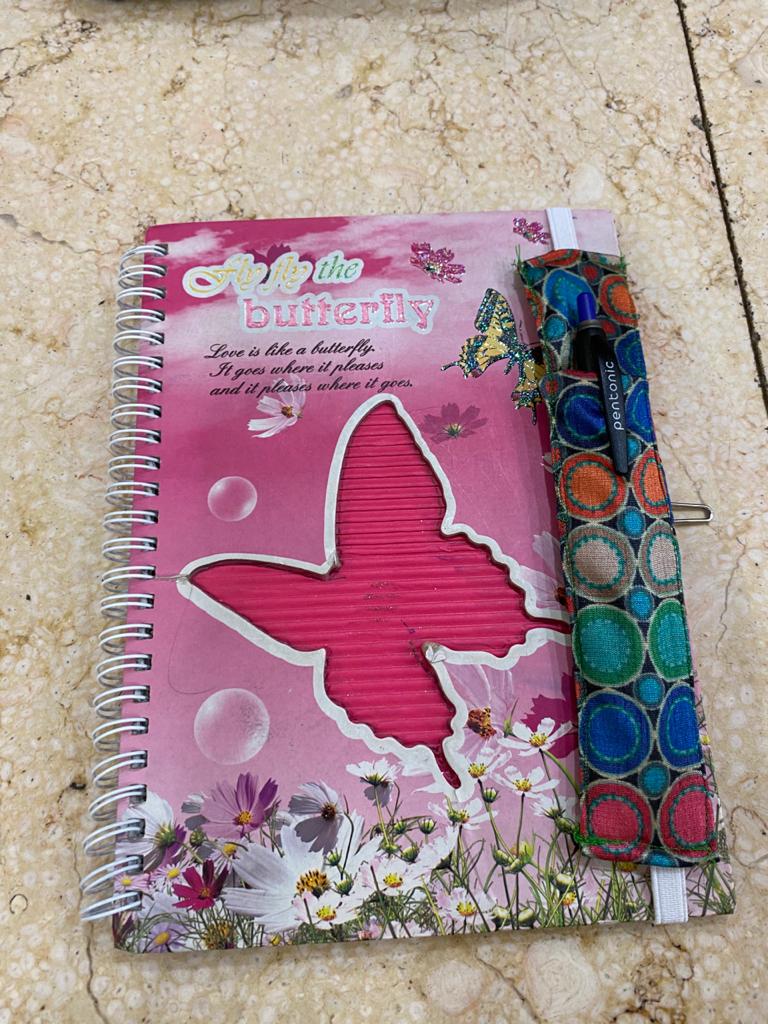 Fly fly the
butterfly
Love is like a butterfly.
It goes where it pleases
and it pleases where it goes.
pentonic